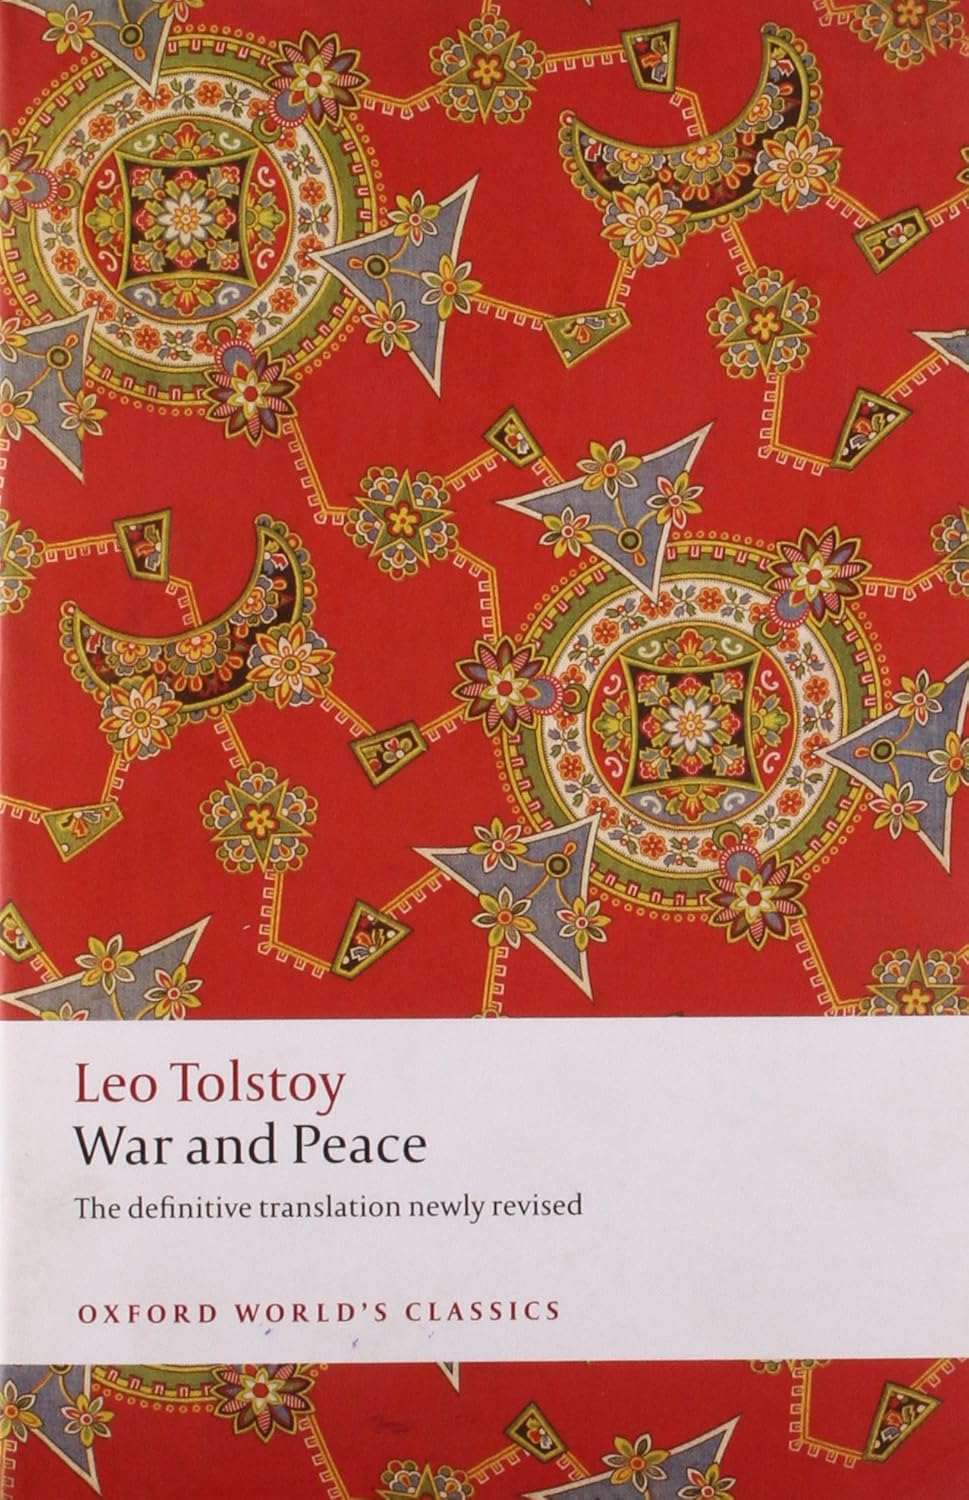 Leo Tolstoy
War and Peace
The definitive translation newly revised
OXFORD WORLD'S CLASSICS